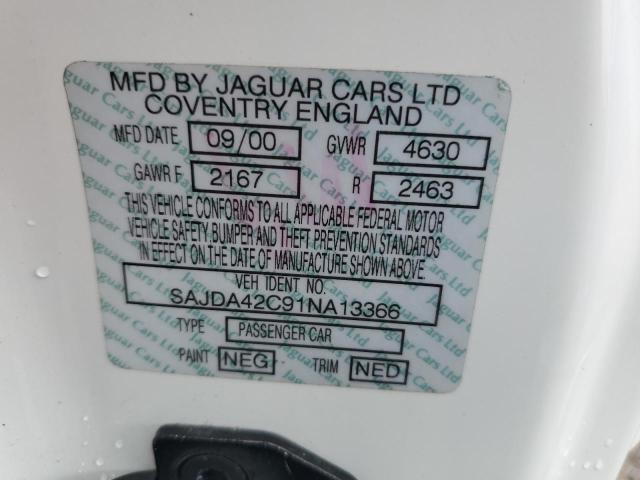 MFD BY JAGUAR CARS LTD
COVENTRY ENGLAND
MFD DATE 09/00 GVWR 4630
GAWR F 2167 R 2463
THIS VEHICLE CONFORMS TO ALL APPLICABLE FEDERAL MOTOR
VEHICLE SAFETY, BUMPER AND THEFT PREVENTION STANDARDS
IN EFFECT ON THE DATE OF MANUFACTURE SHOWN ABOVE.
VEH IDENT NO.
SAJDA42C91NA13366
TYPE PASSENGER CAR
PAINT NEG TRIM NED